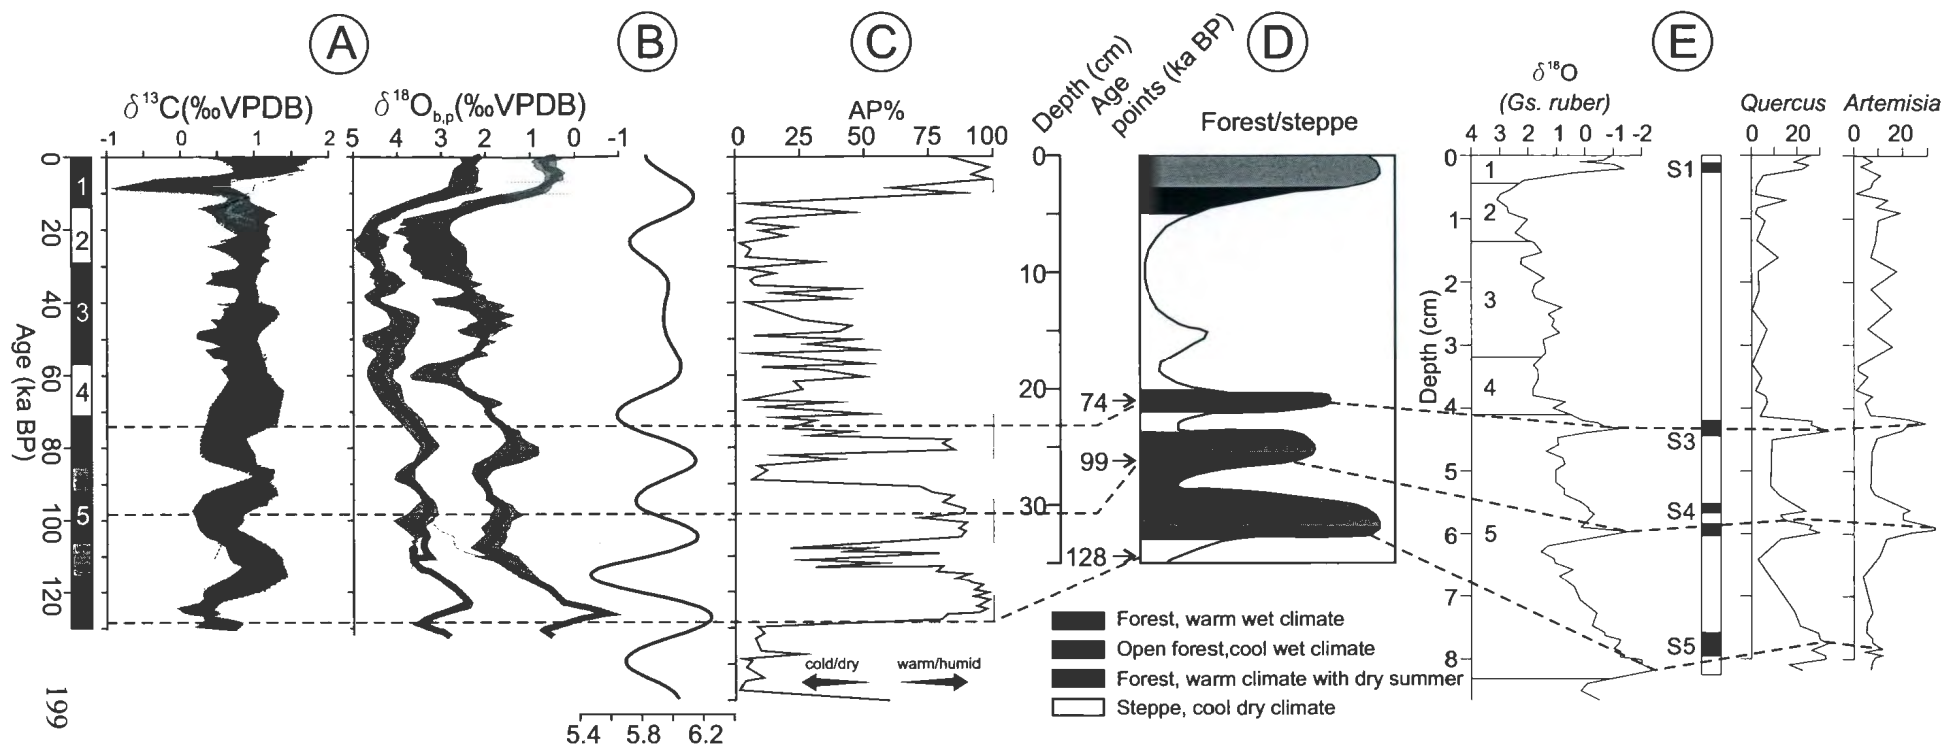 A
B
C
D
E
δ¹³C(‰VPDB)
-1 0 1 2
δ¹⁸Ob,p(‰VPDB)
5 4 3 2 1 0 -1
AP%
0 25 50 75 100
Depth (cm)
Age
points (ka BP)
Forest/steppe
δ¹⁸O
(Gs. ruber)
4 3 2 1 0 -1 -2
Quercus
0 20
Artemisia
0 20
Age (ka BP)
0
20
40
60
80
100
120
1
2
3
4
5
5.4 5.8 6.2
cold/dry
warm/humid
0
10
20
30
74
99
128
Forest, warm wet climate
Open forest,cool wet climate
Forest, warm climate with dry summer
Steppe, cool dry climate
Depth (cm)
0
1
2
3
4
5
6
7
8
1
2
3
4
5
S1
S3
S4
S5
199